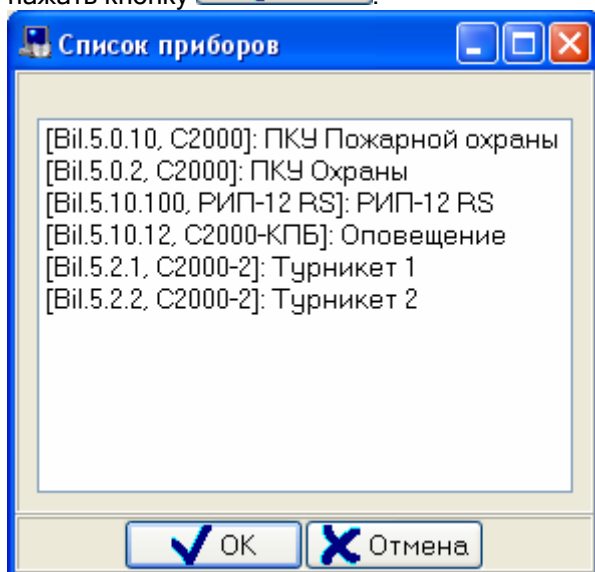 нажать кнопку .
Список приборов
[Bil.5.0.10, С2000]: ПКУ Пожарной охраны
[Bil.5.0.2, С2000]: ПКУ Охраны
[Bil.5.10.100, РИП-12 RS]: РИП-12 RS
[Bil.5.10.12, С2000-КПБ]: Оповещение
[Bil.5.2.1, С2000-2]: Турникет 1
[Bil.5.2.2, С2000-2]: Турникет 2
OK Отмена